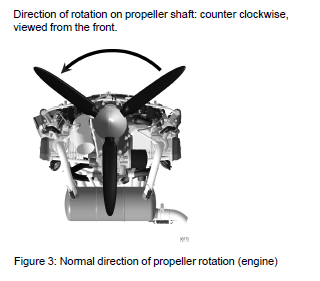 Direction of rotation on propeller shaft: counter clockwise,
viewed from the front.
Figure 3: Normal direction of propeller rotation (engine)